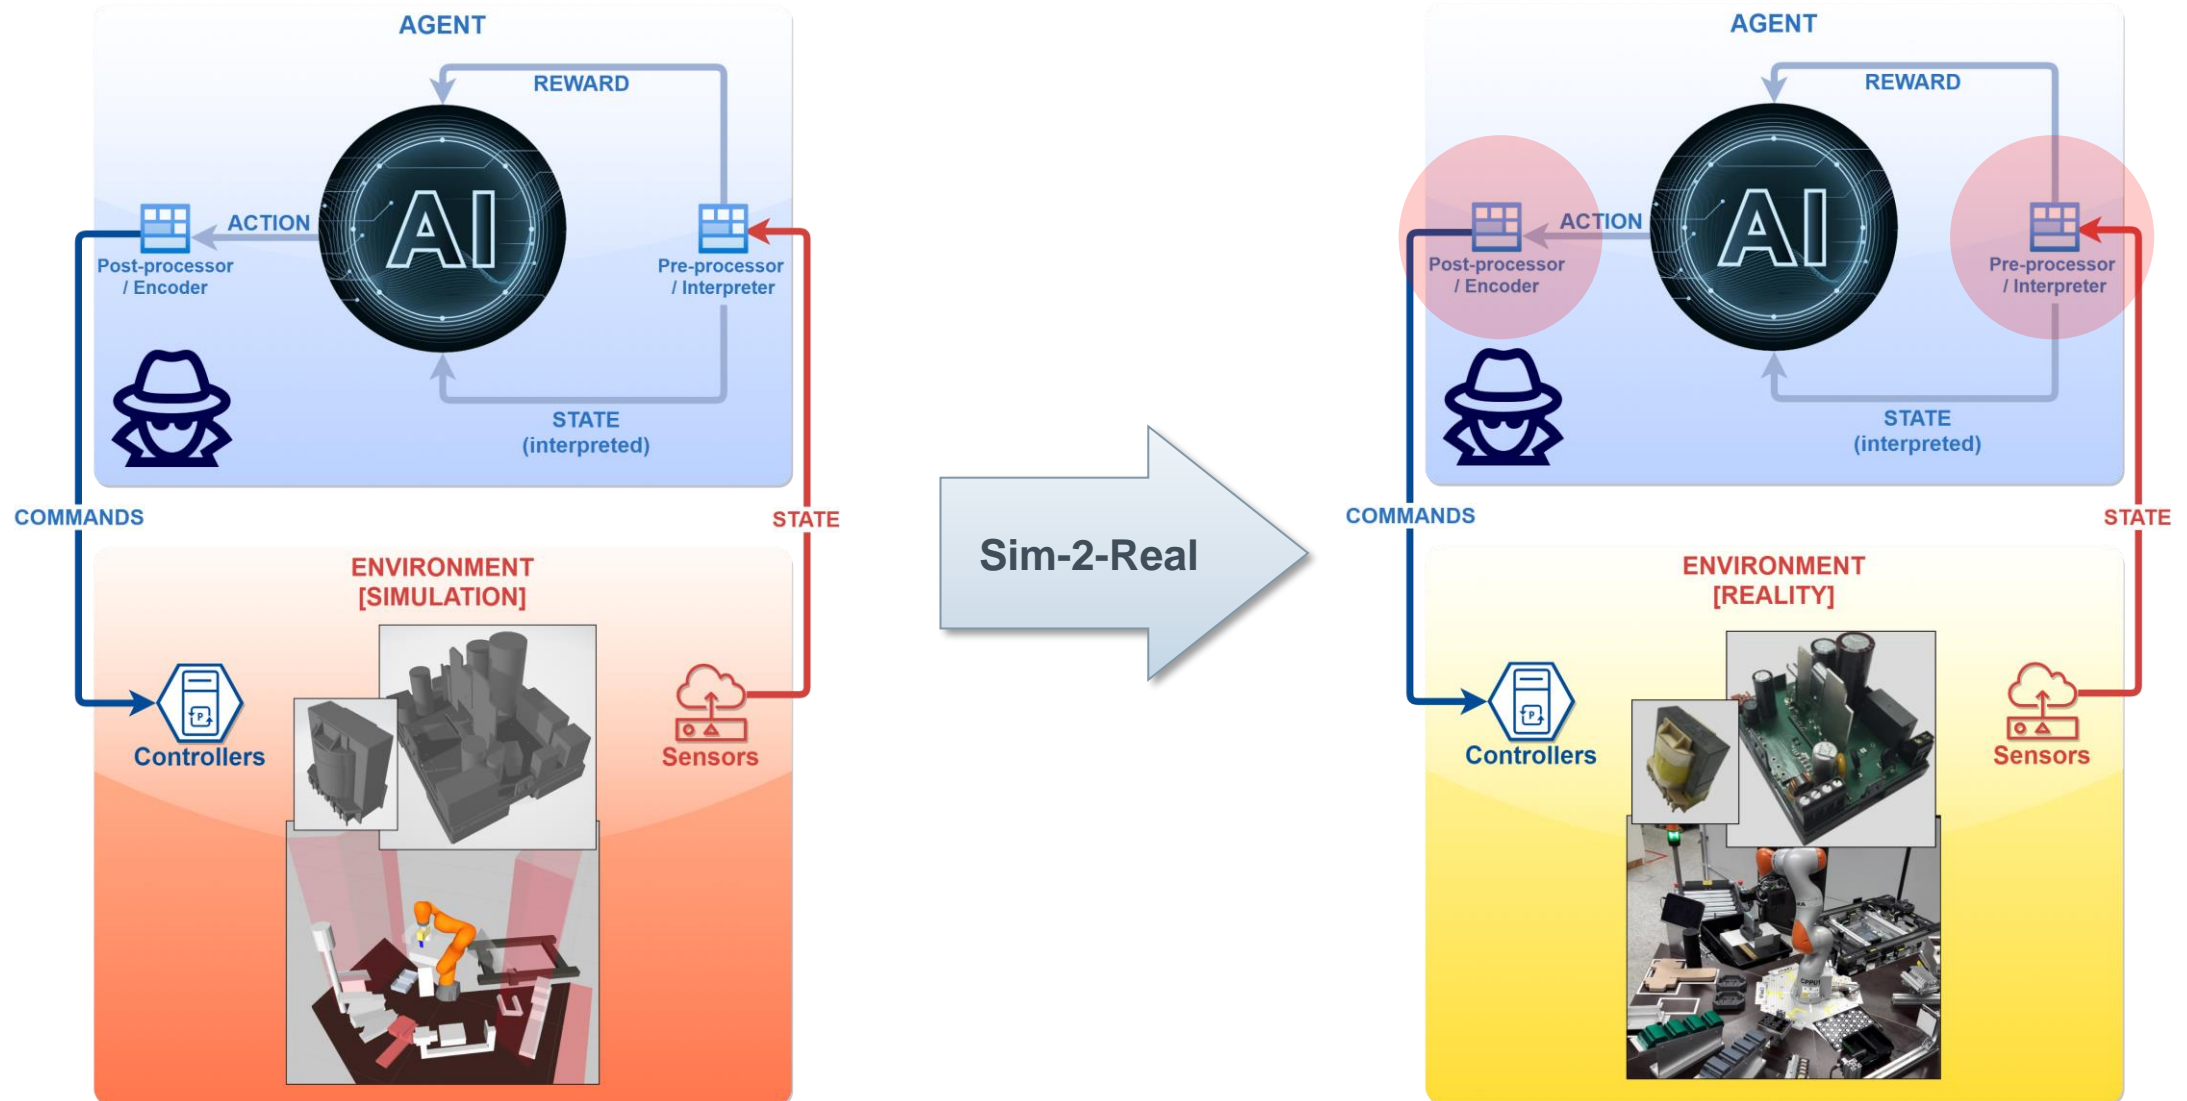 AGENT
REWARD
AI
ACTION
Post-processor
/ Encoder
Pre-processor
/ Interpreter
STATE
(interpreted)
COMMANDS
STATE
ENVIRONMENT
[SIMULATION]
P
Controllers
Sensors
Sim-2-Real
AGENT
REWARD
AI
ACTION
Post-processor
/ Encoder
Pre-processor
/ Interpreter
STATE
(interpreted)
COMMANDS
STATE
ENVIRONMENT
[REALITY]
P
Controllers
Sensors